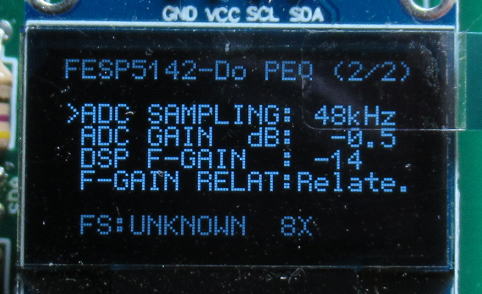 GND VCC SCL SDA
FESP5142-Do PEQ (2/2)
>ADC SAMPLING: 48kHz
ADC GAIN dB: -0.5
DSP F-GAIN : -14
F-GAIN RELAT:Relate.
FS:UNKNOWN 8X